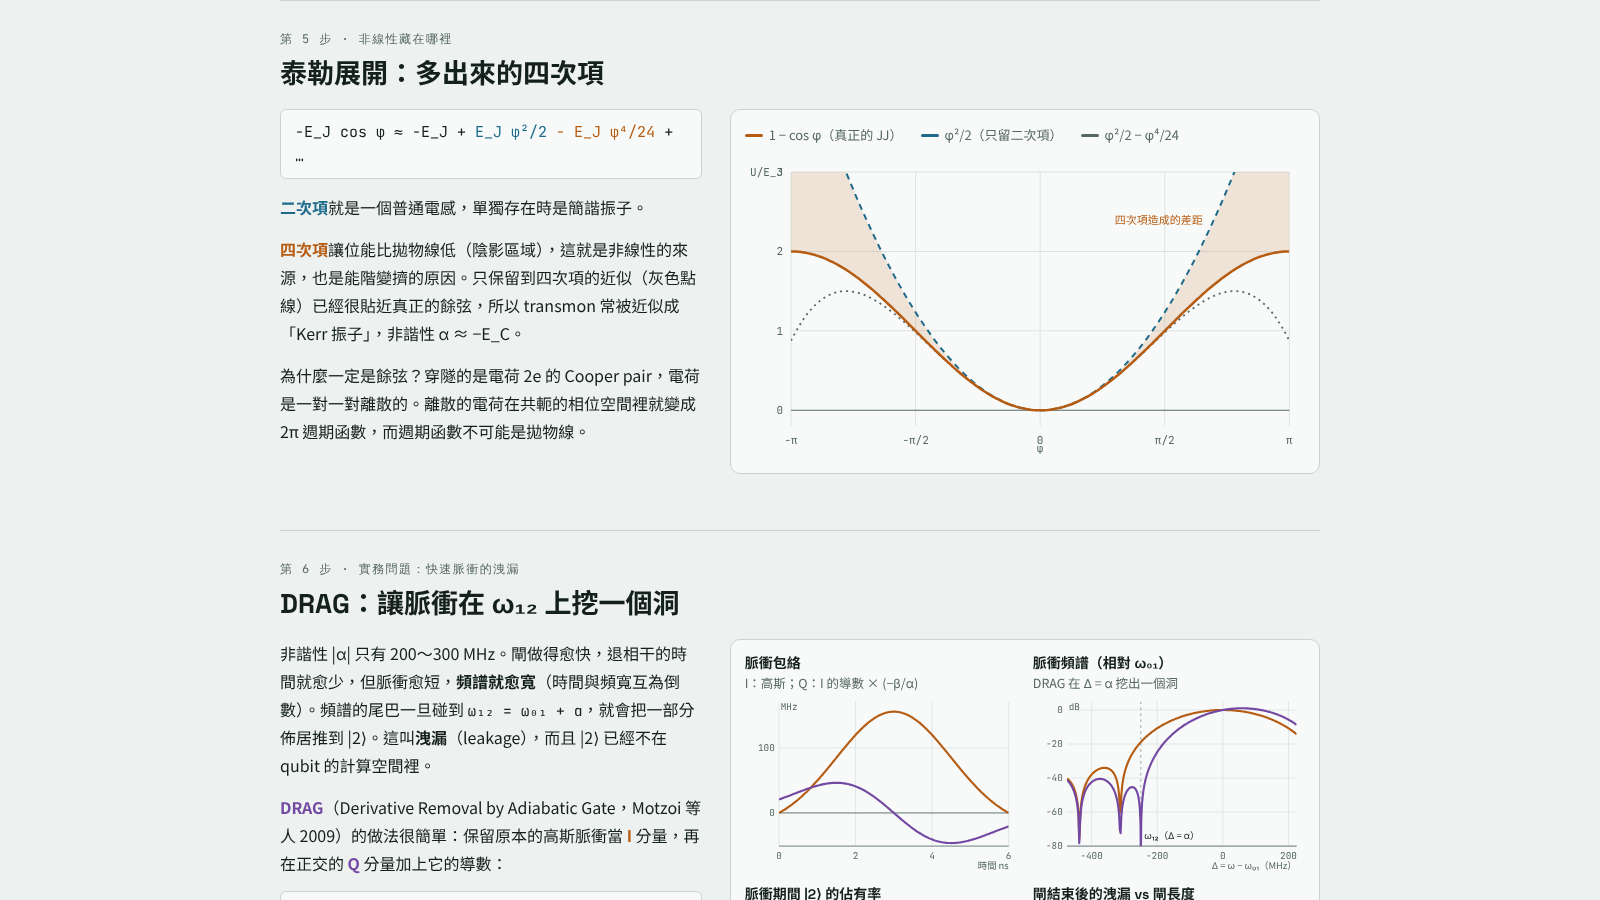 第 5 步 · 非線性藏在哪裡
泰勒展開：多出來的四次項
-E_J cos φ ≈ -E_J + E_J φ²/2 - E_J φ⁴/24 +
…
二次項就是一個普通電感，單獨存在時是簡諧振子。
四次項讓位能比拋物線低（陰影區域），這就是非線性的來
源，也是能階變擠的原因。只保留到四次項的近似（灰色點
線）已經很貼近真正的餘弦，所以 transmon 常被近似成
「Kerr 振子」，非諧性 α ≈ −E_C。
為什麼一定是餘弦？穿隧的是電荷 2e 的 Cooper pair，電荷
是一對一對離散的。離散的電荷在共軛的相位空間裡就變成
2π 週期函數，而週期函數不可能是拋物線。
1 − cos φ（真正的 JJ） φ²/2（只留二次項） φ²/2 − φ⁴/24
U/E_J
3
四次項造成的差距
2
1
0
-π -π/2 0 π/2 π
φ
第 6 步 · 實務問題：快速脈衝的洩漏
DRAG：讓脈衝在 ω₁₂ 上挖一個洞
非諧性 |α| 只有 200～300 MHz。閘做得愈快，退相干的時
間就愈少，但脈衝愈短，頻譜就愈寬（時間與頻寬互為倒
數）。頻譜的尾巴一旦碰到 ω₁₂ = ω₀₁ + α，就會把一部分
佈居推到 |2⟩。這叫洩漏（leakage），而且 |2⟩ 已經不在
qubit 的計算空間裡。
DRAG（Derivative Removal by Adiabatic Gate，Motzoi 等
人 2009）的做法很簡單：保留原本的高斯脈衝當 I 分量，再
在正交的 Q 分量加上它的導數：
脈衝包絡
I：高斯；Q：I 的導數 × (−β/α)
MHz
100
0
0 2 4 6
時間 ns
脈衝頻譜（相對 ω₀₁）
DRAG 在 Δ = α 挖出一個洞
0 dB
-20
-40
-60
-80
ω₁₂（Δ = α）
-400 -200 0 200
Δ = ω − ω₀₁（MHz）
脈衝期間 |2⟩ 的佔有率
閘結束後的洩漏 vs 閘長度